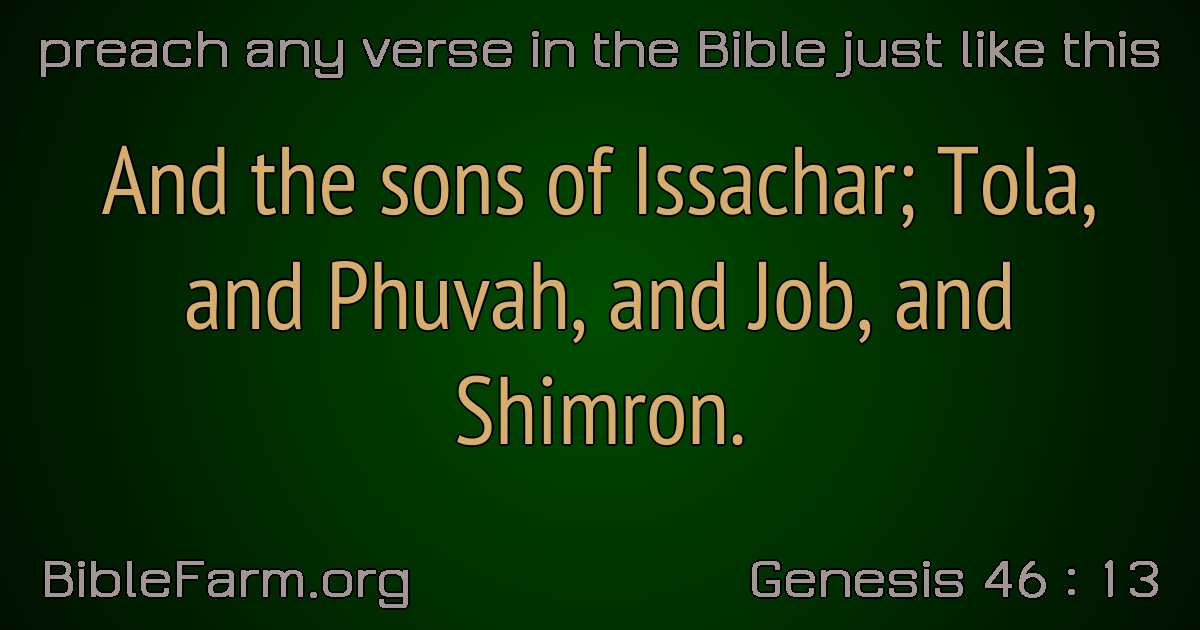 preach any verse in the Bible just like this
And the sons of Issachar; Tola,
and Phuvah, and Job, and
Shimron.
BibleFarm.org
Genesis 46 : 13